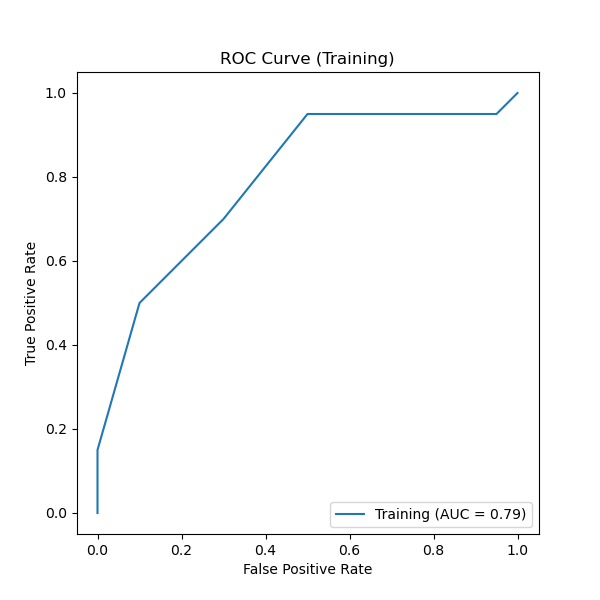 ROC Curve (Training)
1.0
0.8
0.6
0.4
0.2
0.0
True Positive Rate
Training (AUC = 0.79)
0.0 0.2 0.4 0.6 0.8 1.0
False Positive Rate